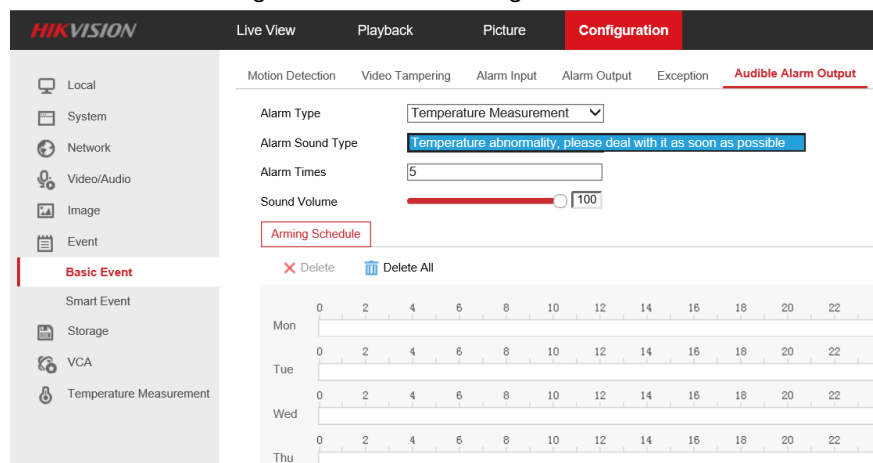 HIKVISION Live View Playback Picture Configuration
Motion Detection Video Tampering Alarm Input Alarm Output Exception Audible Alarm Output
Local
System
Network
Video/Audio
Image
Event
Basic Event
Smart Event
Storage
VCA
Temperature Measurement
Alarm Type Temperature Measurement
Alarm Sound Type Temperature abnormality, please deal with it as soon as possible
Alarm Times 5
Sound Volume 100
Arming Schedule
Delete Delete All
0 2 4 6 8 10 12 14 16 18 20 22
Mon
0 2 4 6 8 10 12 14 16 18 20 22
Tue
0 2 4 6 8 10 12 14 16 18 20 22
Wed
0 2 4 6 8 10 12 14 16 18 20 22
Thu